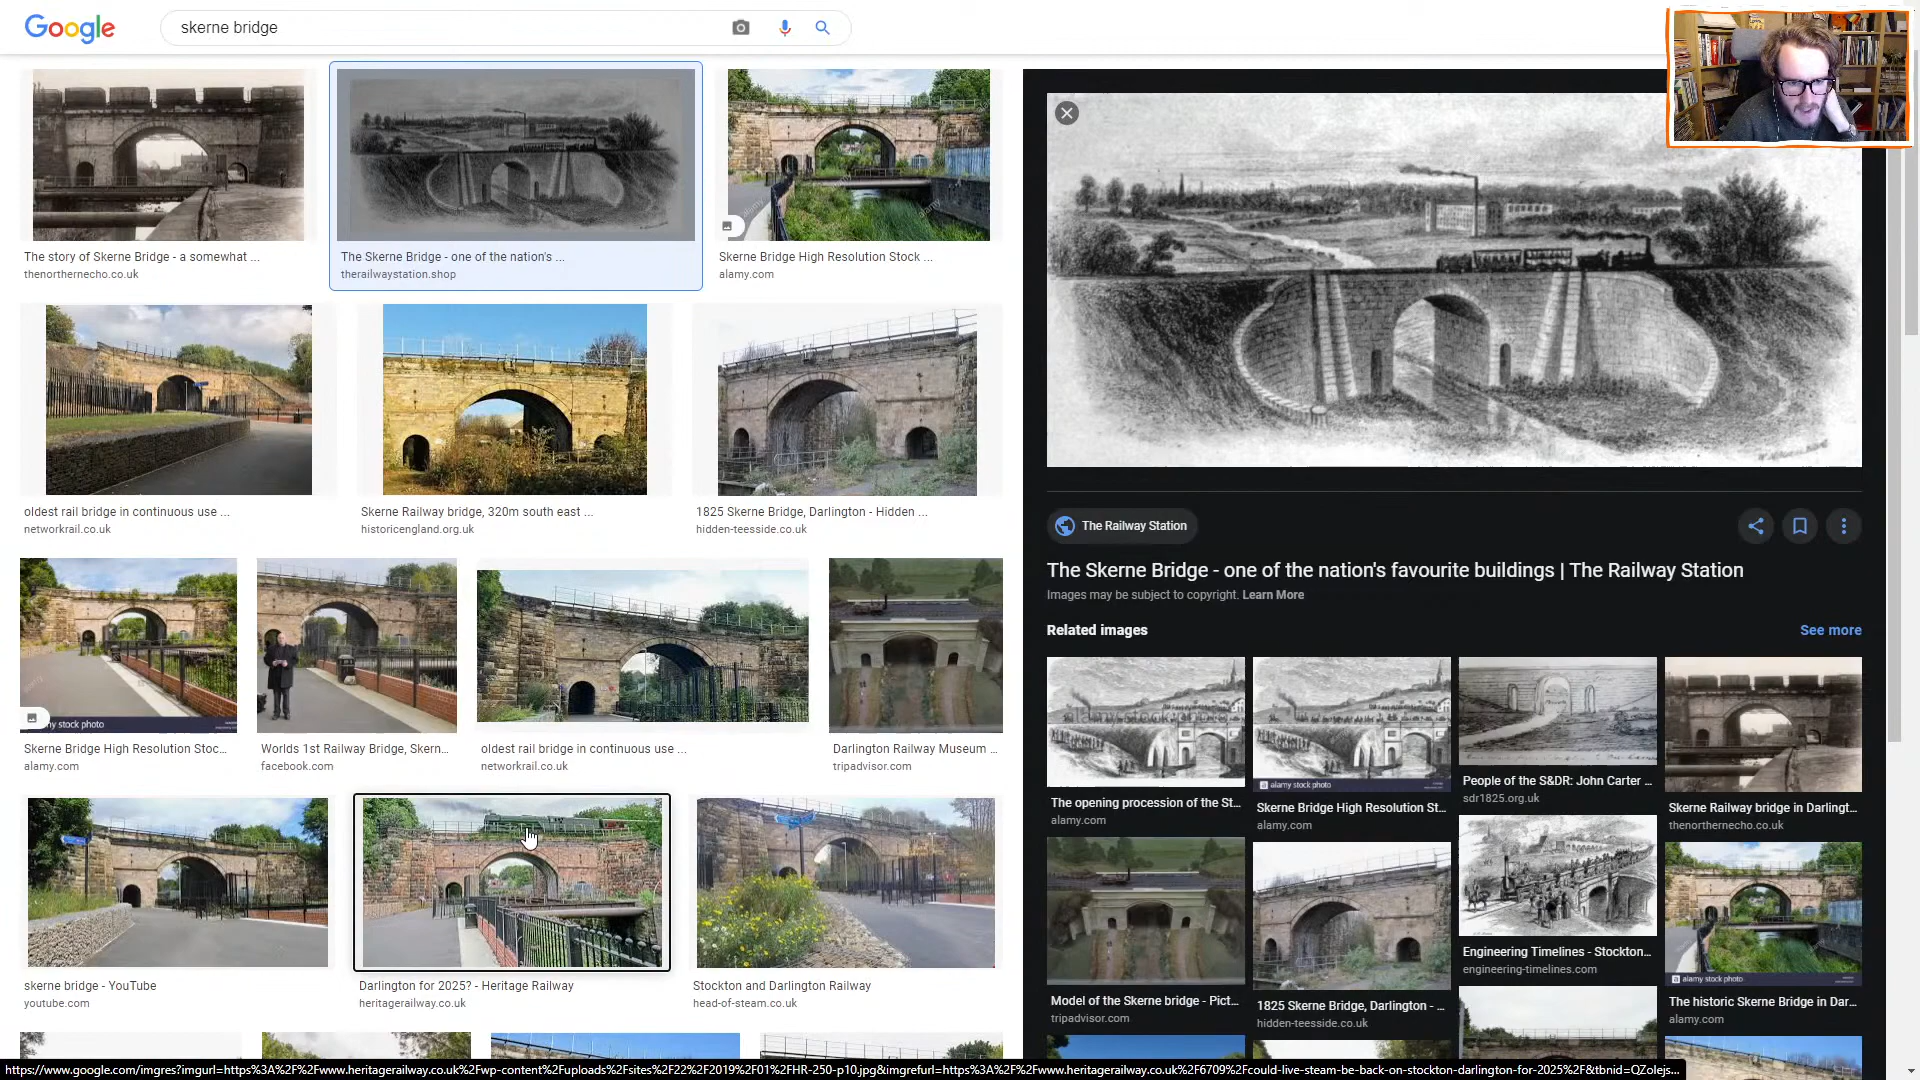 Google
skerne bridge
The story of Skerne Bridge - a somewhat ...
thenorthernecho.co.uk
The Skerne Bridge - one of the nation's ...
therailwaystation.shop
Skerne Bridge High Resolution Stock ...
alamy.com
oldest rail bridge in continuous use ...
networkrail.co.uk
Skerne Railway bridge, 320m south east ...
historicengland.org.uk
1825 Skerne Bridge, Darlington - Hidden ...
hidden-teesside.co.uk
my stock photo
Skerne Bridge High Resolution Stoc...
alamy.com
Worlds 1st Railway Bridge, Skern...
facebook.com
oldest rail bridge in continuous use ...
networkrail.co.uk
Darlington Railway Museum ...
tripadvisor.com
skerne bridge - YouTube
youtube.com
Darlington for 2025? - Heritage Railway
heritagerailway.co.uk
Stockton and Darlington Railway
head-of-steam.co.uk
The Railway Station
The Skerne Bridge - one of the nation's favourite buildings | The Railway Station
Images may be subject to copyright. Learn More
Related images
See more
The opening procession of the St...
alamy.com
alamy stock photo
Skerne Bridge High Resolution St...
alamy.com
People of the S&DR: John Carter ...
sdr1825.org.uk
Skerne Railway bridge in Darlingt...
thenorthernecho.co.uk
Model of the Skerne bridge - Pict...
tripadvisor.com
1825 Skerne Bridge, Darlington - ...
hidden-teesside.co.uk
Engineering Timelines - Stockton...
engineering-timelines.com
alamy stock photo
The historic Skerne Bridge in Dar...
alamy.com
https://www.google.com/imgres?imgurl=https%3A%2F%2Fwww.heritagerailway.co.uk%2Fwp-content%2Fuploads%2Fsites%2F22%2F2019%2F01%2FHR-250-p10.jpg&imgrefurl=https%3A%2F%2Fwww.heritagerailway.co.uk%2F6709%2Fcould-live-steam-be-back-on-stockton-darlington-for-2025%2F&tbnid=QZolejs...